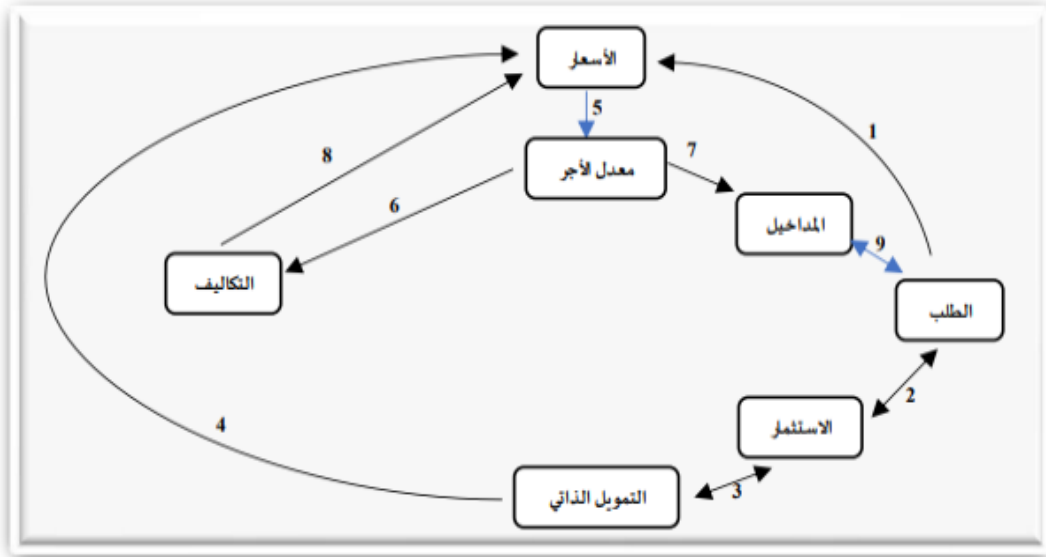 الأسعار
5
1
معدل الأجر
7
8
6
المداخيل
9
التكاليف
الطلب
2
الاستثمار
4
3
التمويل الذاتي